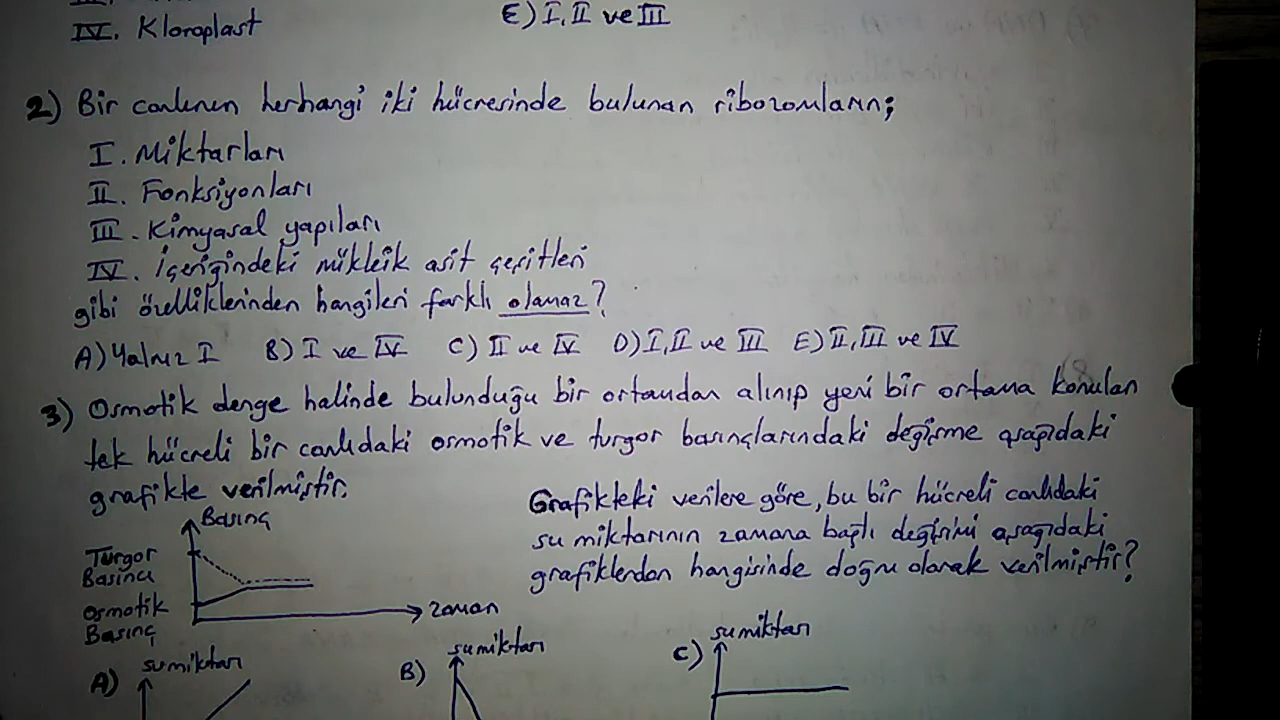 IV. Kloroplast
E) I, II ve III
2) Bir canlının herhangi iki hücresinde bulunan ribozomların;
I. Miktarları
II. Fonksiyonları
III. Kimyasal yapıları
IV. İçeriğindeki nükleik asit çeşitleri
gibi özelliklerinden hangileri farklı olamaz?
A) Yalnız I B) I ve IV C) II ve IV D) I, II ve III E) II, III ve IV
3) Osmotik denge halinde bulunduğu bir ortamdan alınıp yeni bir ortama konulan
tek hücreli bir canlıdaki osmotik ve turgor basınçlarındaki değişme aşağıdaki
grafikte verilmiştir.
Grafikteki verilere göre, bu bir hücreli canlıdaki
su miktarının zamana bağlı değişimi aşağıdaki
grafiklerden hangisinde doğru olarak verilmiştir?
Basınç
Turgor
Basıncı
Osmotik
Basınç
zaman
A) su miktarı
B) su miktarı
C) su miktarı